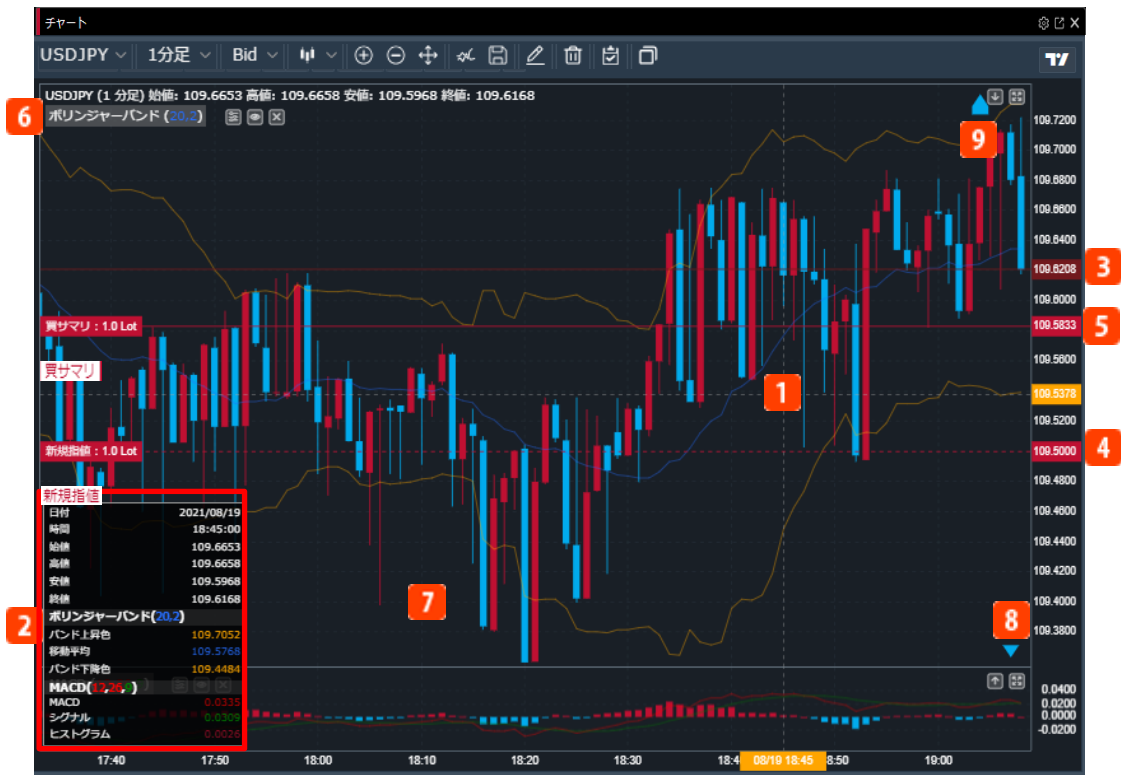 チャート
USDJPY 1分足 Bid
USDJPY (1 分足) 始値: 109.6653 高値: 109.6658 安値: 109.5968 終値: 109.6168
6 ボリンジャーバンド (20,2)
9
109.7200
109.7000
109.6800
109.6600
109.6400
109.6208 3
109.6000
買サマリ : 1.0 Lot 109.5833 5
109.5600
買サマリ
1 109.5378
109.5200
新規指値 : 1.0 Lot 109.5000 4
109.4800
新規指値
109.4600
109.4400
109.4200
109.4000
7
8
109.3800
2
日付 2021/08/19
時間 18:45:00
始値 109.6653
高値 109.6658
安値 109.5968
終値 109.6168
ボリンジャーバンド(20,2)
バンド上昇色 109.7052
移動平均 109.5768
バンド下降色 109.4484
MACD(12,26,9)
MACD 0.0335
シグナル 0.0309
ヒストグラム 0.0026
0.0400
0.0200
0.0000
-0.0200
17:40 17:50 18:00 18:10 18:20 18:30 18:4 08/19 18:45 8:50 19:00